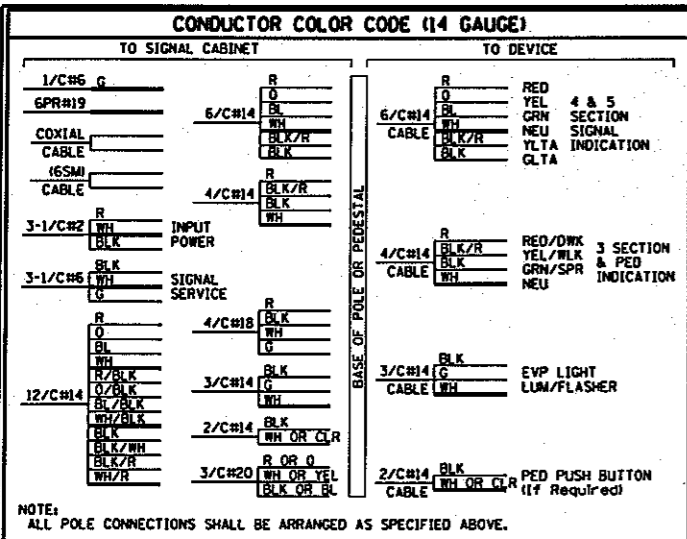 CONDUCTOR COLOR CODE (14 GAUGE)
TO SIGNAL CABINET
TO DEVICE
1/C#6 G
6PR#19
COXIAL
CABLE
(6SM)
CABLE
3-1/C#2
R
WH
BLK
INPUT
POWER
3-1/C#6
BLK
WH
G
SIGNAL
SERVICE
12/C#14
R
O
BL
WH
R/BLK
O/BLK
BL/BLK
WH/BLK
BLK
BLK/WH
BLK/R
WH/R
6/C#14
R
O
BL
WH
BLK/R
BLK
4/C#14
R
BLK/R
BLK
WH
4/C#18
R
BLK
WH
G
3/C#14
BLK
G
WH
2/C#14
BLK
WH OR CLR
3/C#20
R OR O
WH OR YEL
BLK OR BL
BASE OF POLE OR PEDESTAL
6/C#14
CABLE
R
O
BL
WH
BLK/R
BLK
RED
YEL
GRN
NEU
YLTA
GLTA
4 & 5
SECTION
SIGNAL
INDICATION
4/C#14
CABLE
R
BLK/R
BLK
WH
RED/DWK
YEL/WLK
GRN/SPR
NEU
3 SECTION
& PED
INDICATION
3/C#14
CABLE
BLK
G
WH
EVP LIGHT
LUM/FLASHER
2/C#14
CABLE
BLK
WH OR CLR
PED PUSH BUTTON
(If Required)
NOTE:
ALL POLE CONNECTIONS SHALL BE ARRANGED AS SPECIFIED ABOVE.